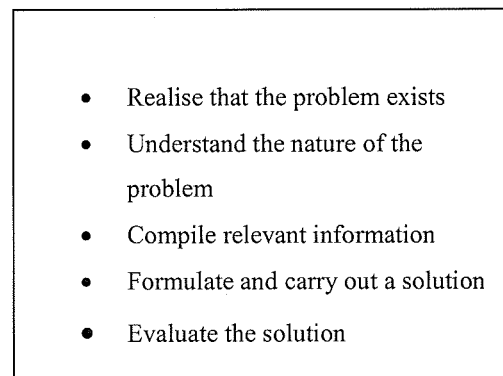 • Realise that the problem exists
• Understand the nature of the
problem
• Compile relevant information
• Formulate and carry out a solution
• Evaluate the solution